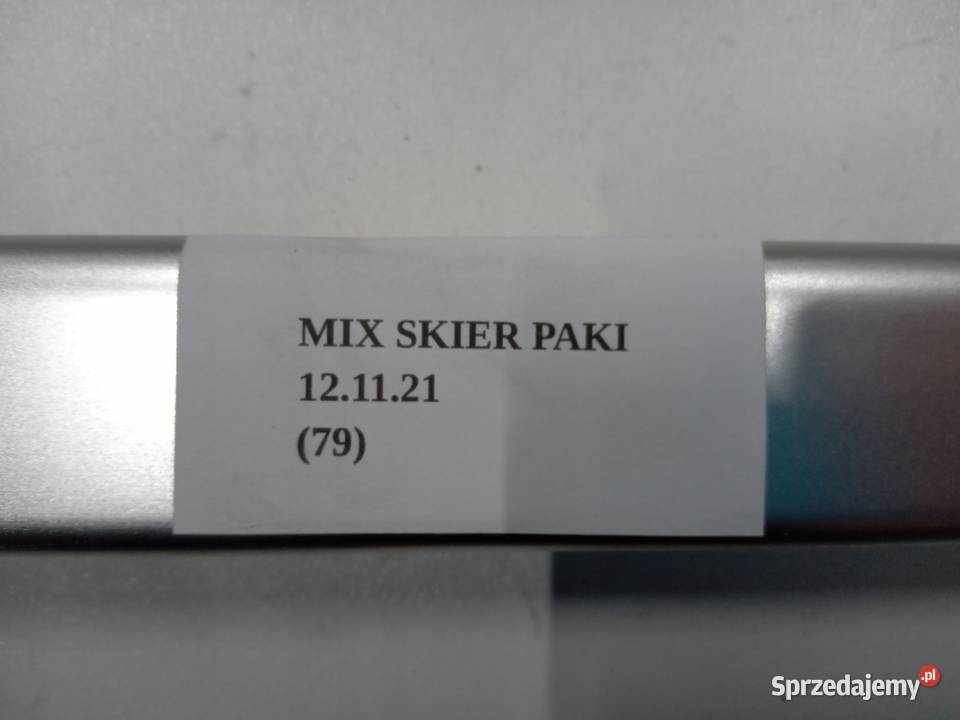 MIX SKIER PAKI
12.11.21
(79)
Sprzedajemy.pl